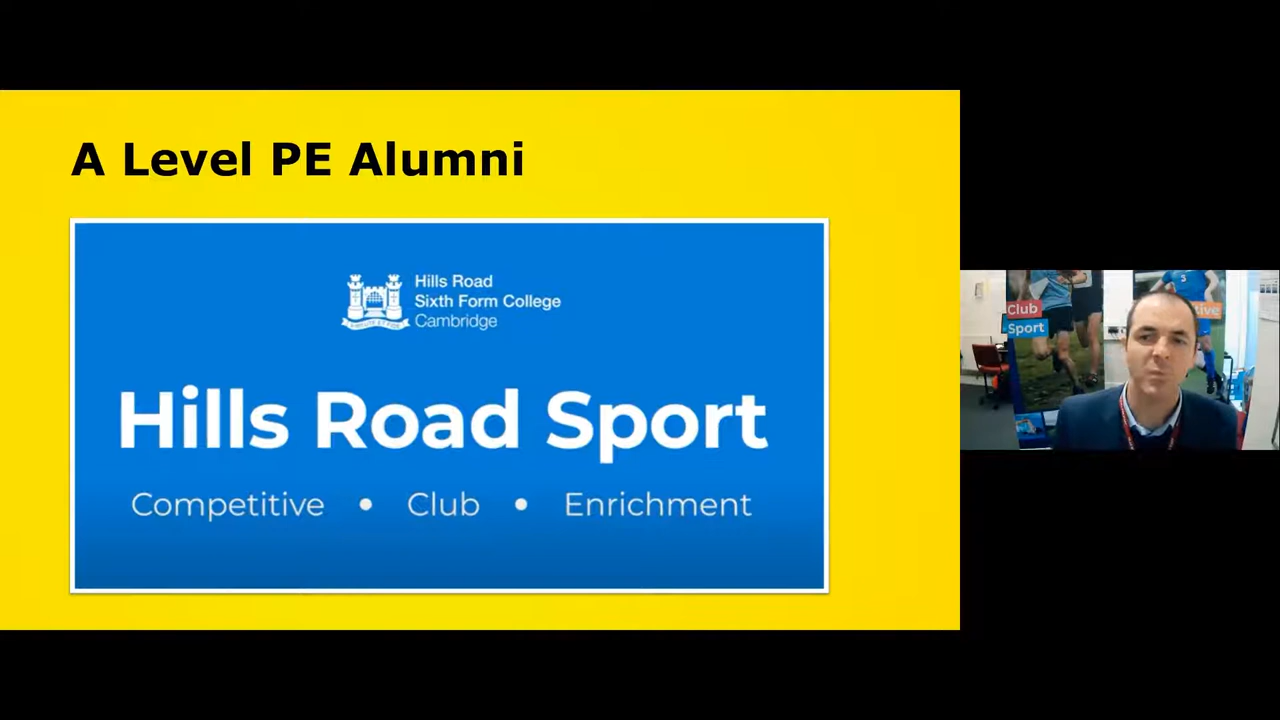 A Level PE Alumni
Hills Road
Sixth Form College
Cambridge
Hills Road Sport
Competitive • Club • Enrichment
Club
Sport